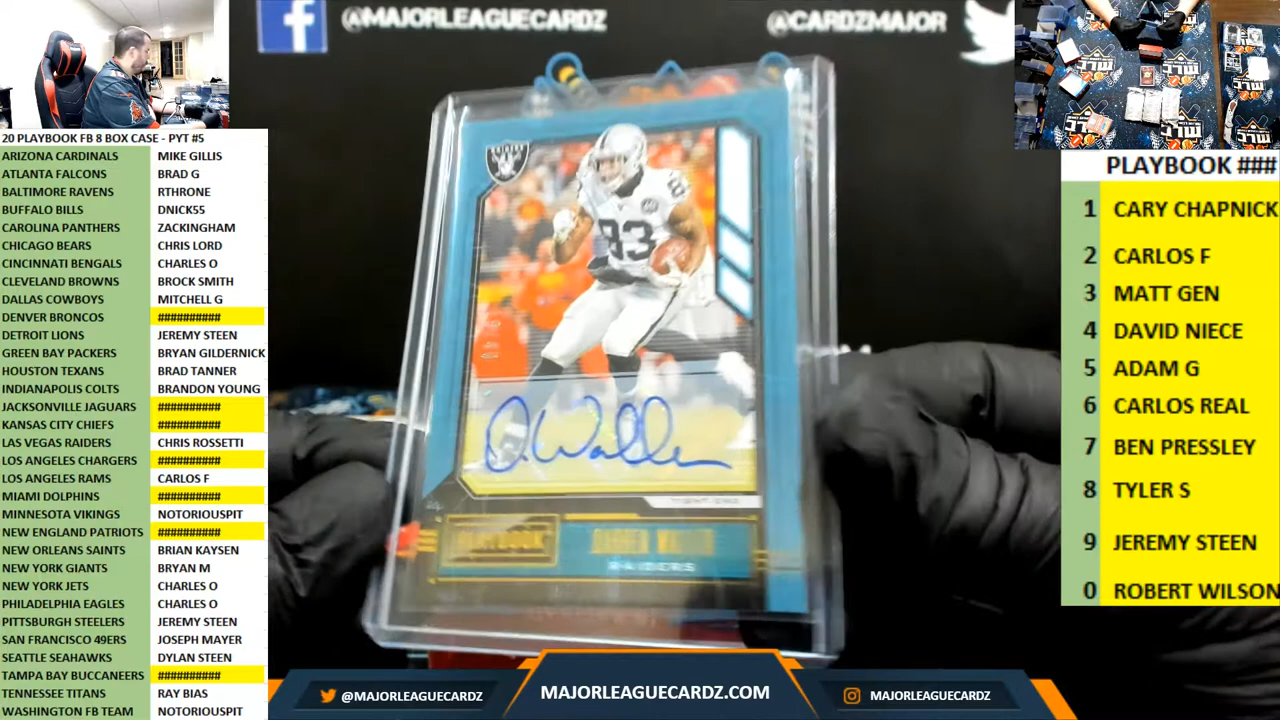 @MAJORLEAGUECARDZ
@CARDZMAJOR
20 PLAYBOOK FB 8 BOX CASE - PYT #5
ARIZONA CARDINALS MIKE GILLIS
ATLANTA FALCONS BRAD G
BALTIMORE RAVENS RTHRONE
BUFFALO BILLS DNICK55
CAROLINA PANTHERS ZACKINGHAM
CHICAGO BEARS CHRIS LORD
CINCINNATI BENGALS CHARLES O
CLEVELAND BROWNS BROCK SMITH
DALLAS COWBOYS MITCHELL G
DENVER BRONCOS ##########
DETROIT LIONS JEREMY STEEN
GREEN BAY PACKERS BRYAN GILDERNICK
HOUSTON TEXANS BRAD TANNER
INDIANAPOLIS COLTS BRANDON YOUNG
JACKSONVILLE JAGUARS ##########
KANSAS CITY CHIEFS ##########
LAS VEGAS RAIDERS CHRIS ROSSETTI
LOS ANGELES CHARGERS ##########
LOS ANGELES RAMS CARLOS F
MIAMI DOLPHINS ##########
MINNESOTA VIKINGS NOTORIOUSPIT
NEW ENGLAND PATRIOTS ##########
NEW ORLEANS SAINTS BRIAN KAYSEN
NEW YORK GIANTS BRYAN M
NEW YORK JETS CHARLES O
PHILADELPHIA EAGLES CHARLES O
PITTSBURGH STEELERS JEREMY STEEN
SAN FRANCISCO 49ERS JOSEPH MAYER
SEATTLE SEAHAWKS DYLAN STEEN
TAMPA BAY BUCCANEERS ##########
TENNESSEE TITANS RAY BIAS
WASHINGTON FB TEAM NOTORIOUSPIT
83
D. Waller
TIGHT END
PLAYBOOK
DARREN WALLER
RAIDERS
PLAYBOOK ###
1 CARY CHAPNICK
2 CARLOS F
3 MATT GEN
4 DAVID NIECE
5 ADAM G
6 CARLOS REAL
7 BEN PRESSLEY
8 TYLER S
9 JEREMY STEEN
0 ROBERT WILSON
@MAJORLEAGUECARDZ
MAJORLEAGUECARDZ.COM
MAJORLEAGUECARDZ